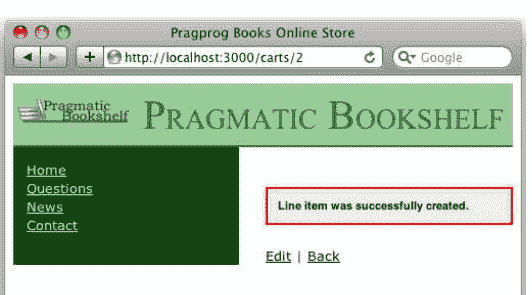 Pragprog Books Online Store
http://localhost:3000/carts/2
Google
Pragmatic
Bookshelf
PRAGMATIC BOOKSHELF
Home
Questions
News
Contact
Line item was successfully created.
Edit | Back